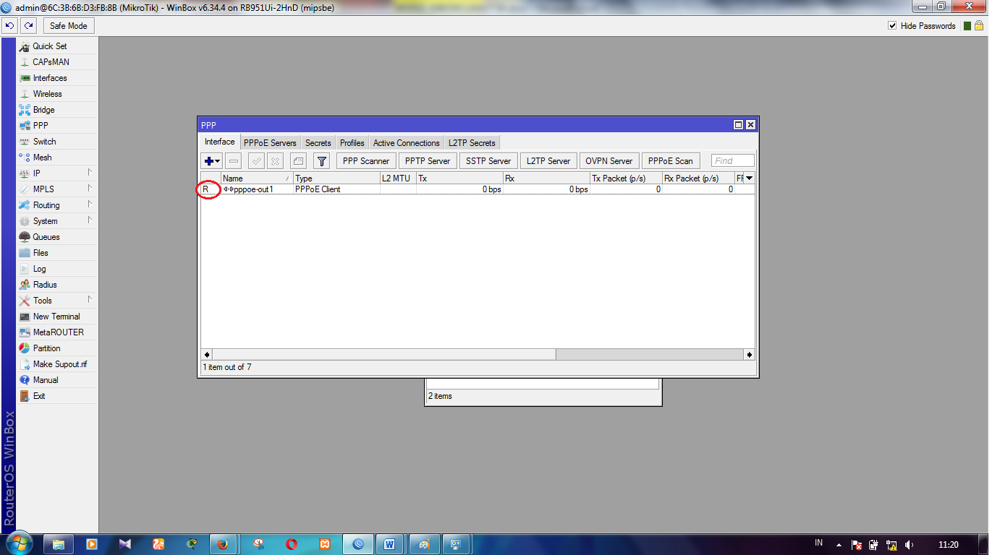 admin@6C:3B:6B:D3:FB:8B (MikroTik) - WinBox v6.34.4 on RB951Ui-2HnD (mipsbe)
Safe Mode
Hide Passwords
Quick Set
CAPsMAN
Interfaces
Wireless
Bridge
PPP
Switch
Mesh
IP
MPLS
Routing
System
Queues
Files
Log
Radius
Tools
New Terminal
MetaROUTER
Partition
Make Supout.rif
Manual
Exit
RouterOS WinBox
PPP
Interface PPPoE Servers Secrets Profiles Active Connections L2TP Secrets
PPP Scanner PPTP Server SSTP Server L2TP Server OVPN Server PPPoE Scan Find
Name Type L2 MTU Tx Rx Tx Packet (p/s) Rx Packet (p/s)
R pppoe-out1 PPPoE Client 0 bps 0 bps 0 0
1 item out of 7
2 items
IN 11:20